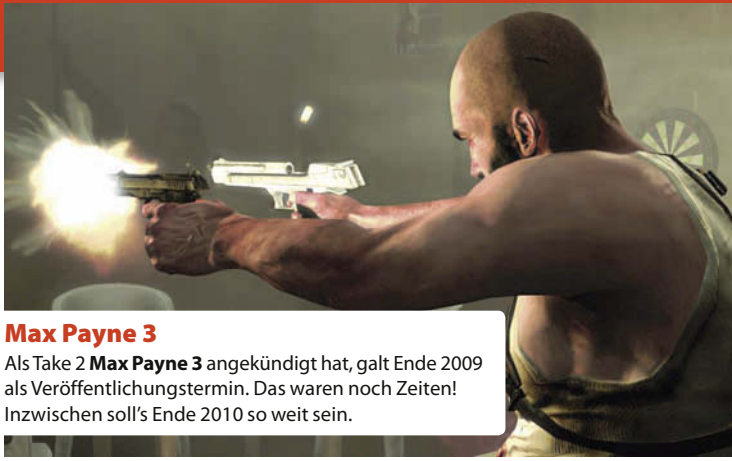 Max Payne 3
Als Take 2 Max Payne 3 angekündigt hat, galt Ende 2009
als Veröffentlichungstermin. Das waren noch Zeiten!
Inzwischen soll's Ende 2010 so weit sein.